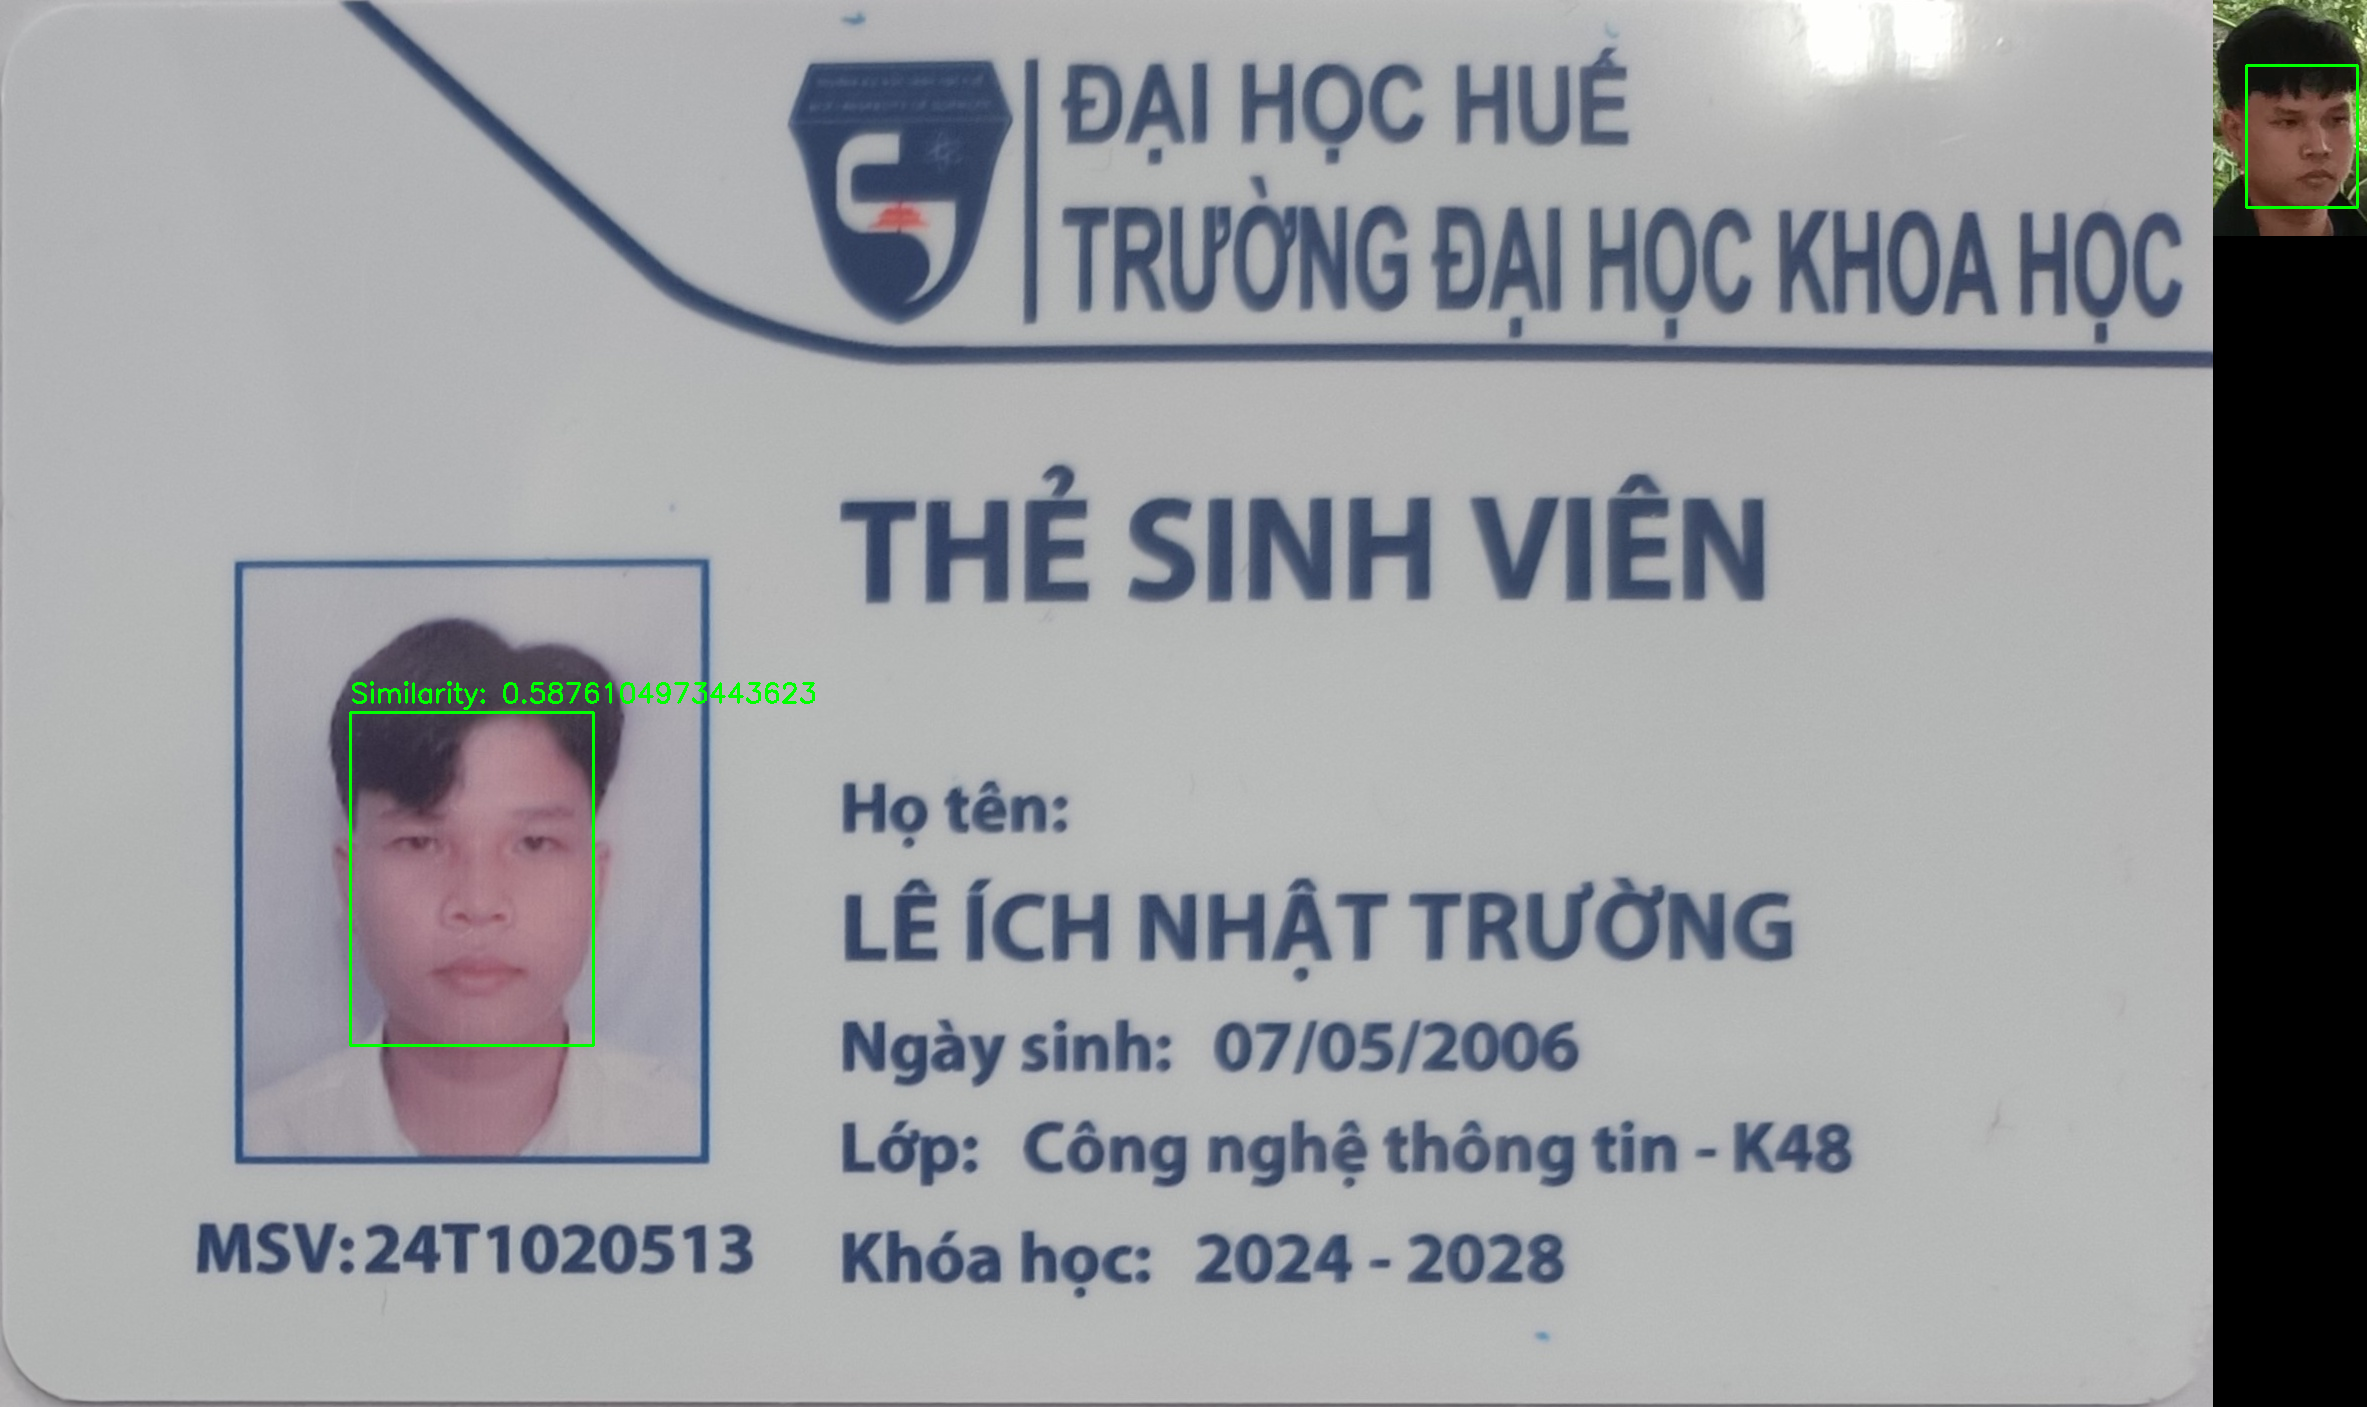 ĐẠI HỌC HUẾ
TRƯỜNG ĐẠI HỌC KHOA HỌC
THẺ SINH VIÊN
Similarity: 0.5876104973443623
Họ tên:
LÊ ÍCH NHẬT TRƯỜNG
Ngày sinh: 07/05/2006
Lớp: Công nghệ thông tin - K48
MSV: 24T1020513
Khóa học: 2024 - 2028